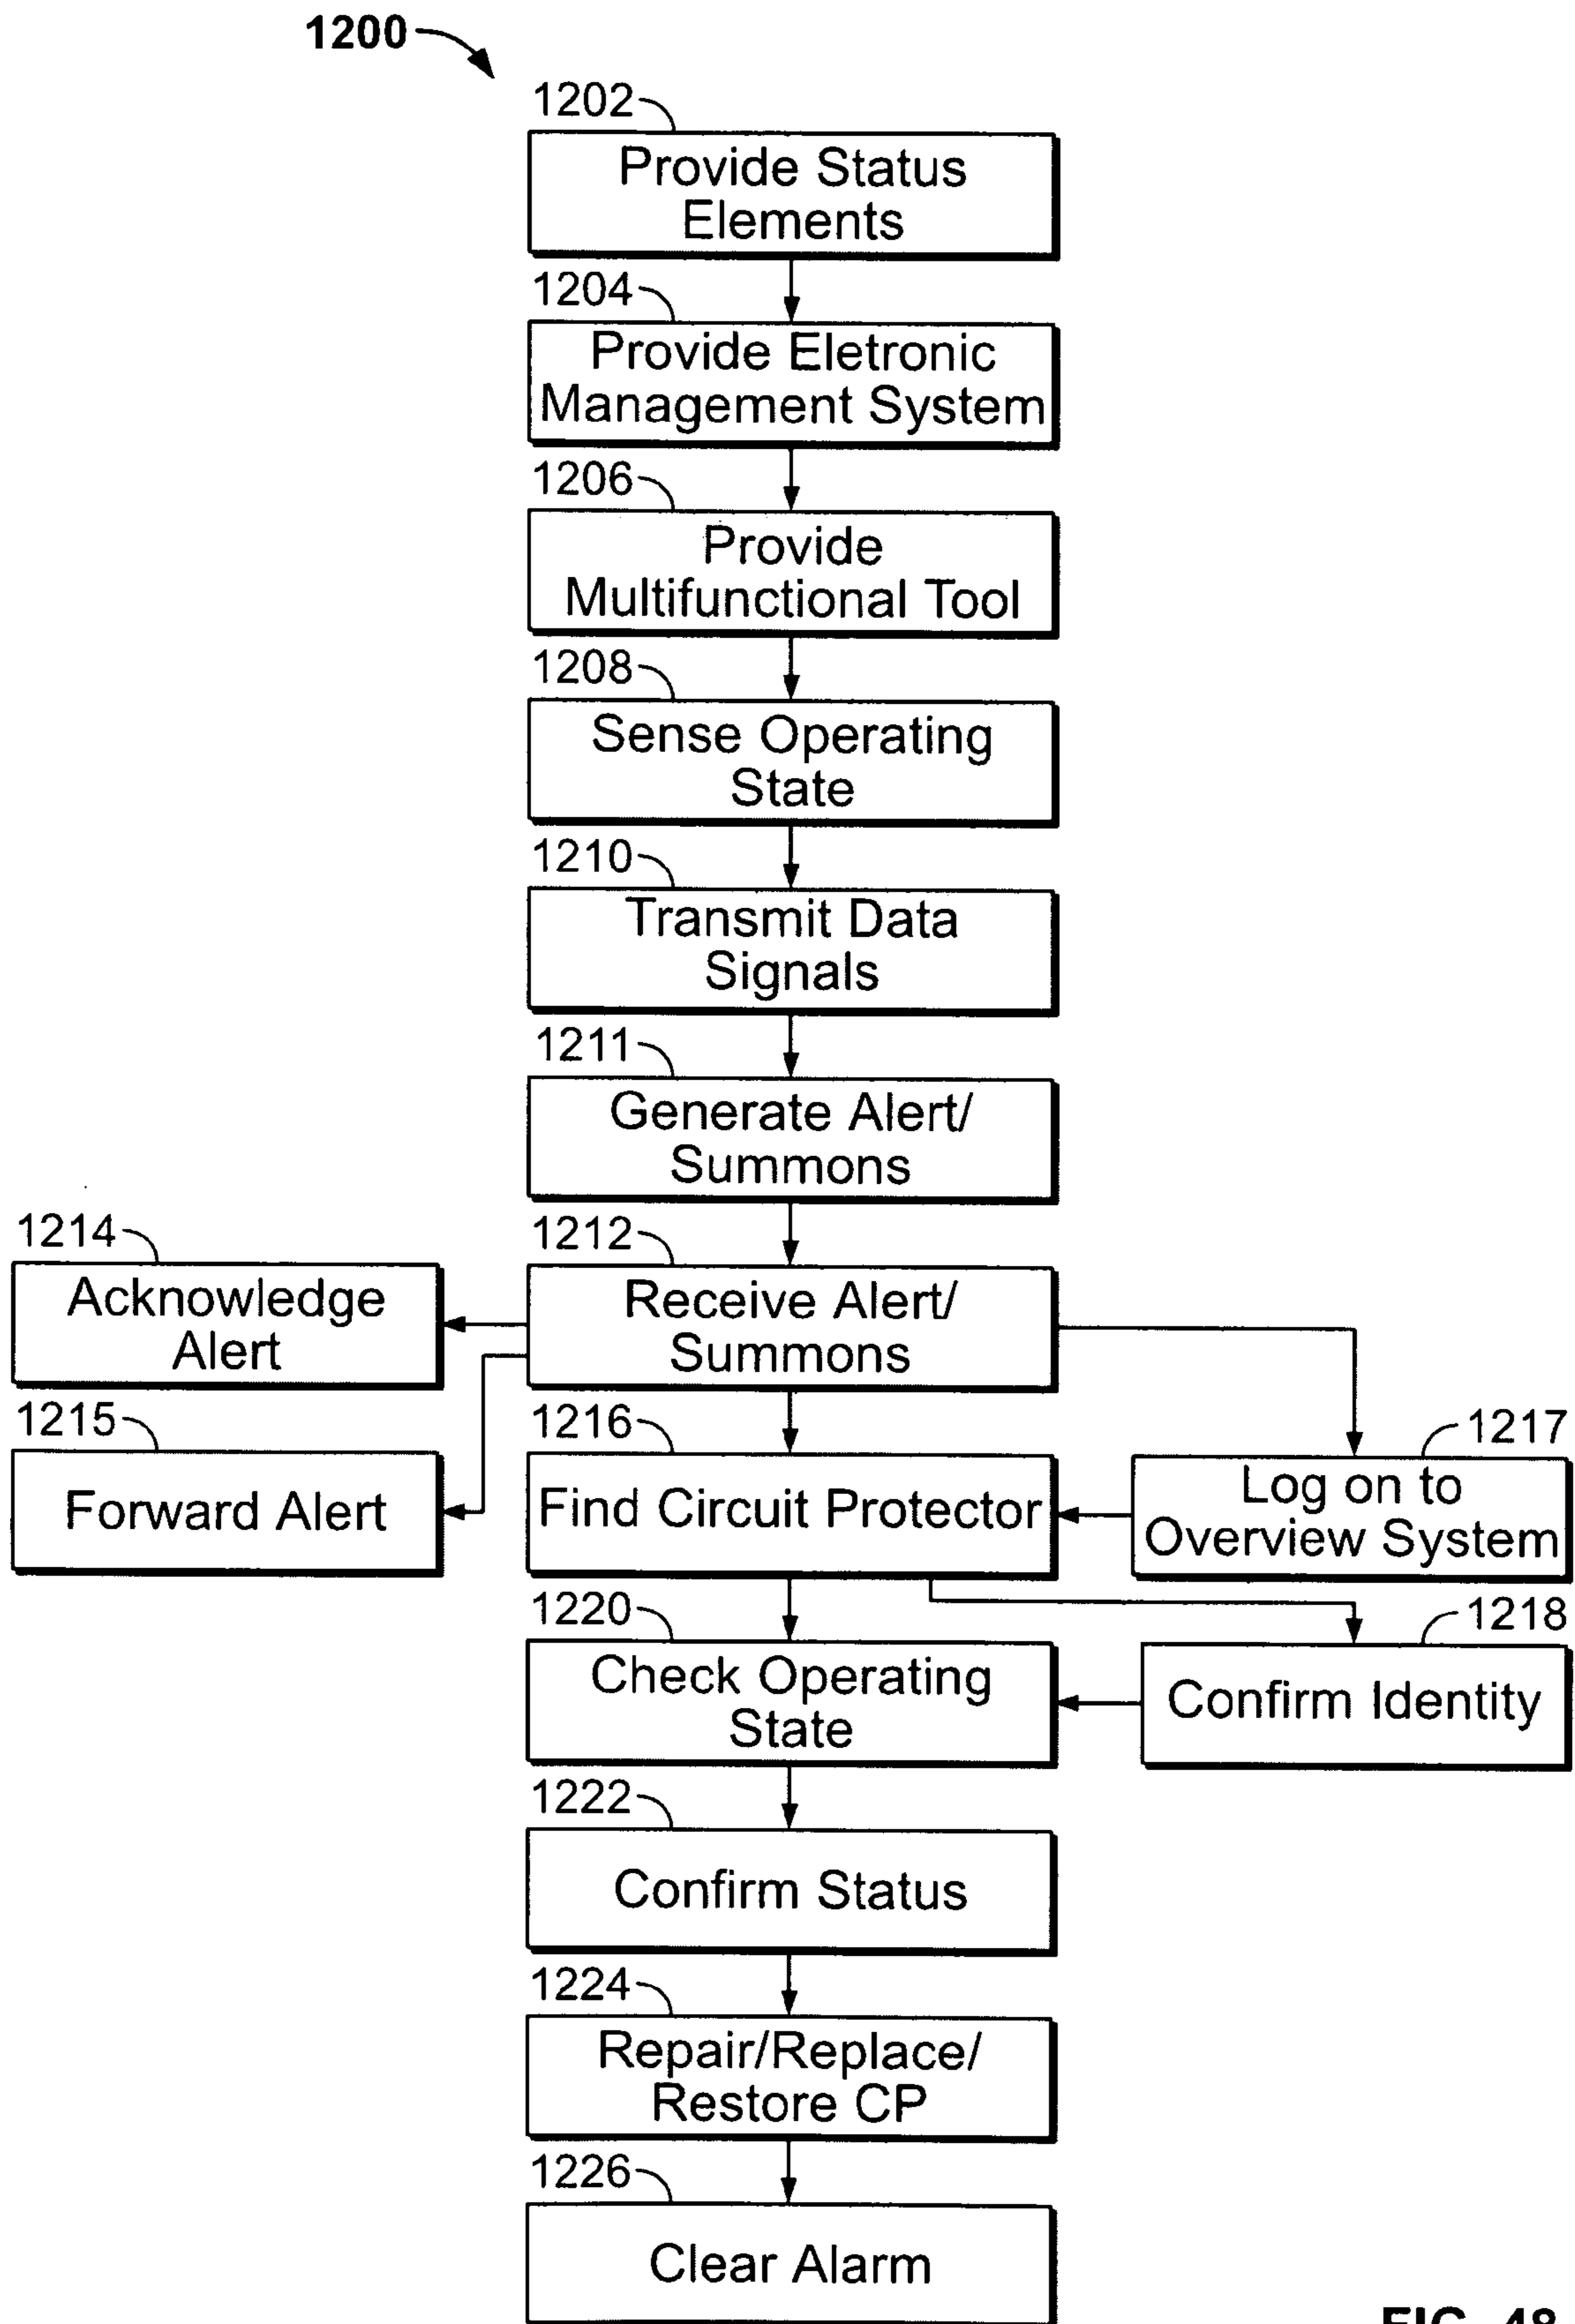 1200
1202
Provide Status
Elements
1204
Provide Eletronic
Management System
1206
Provide
Multifunctional Tool
1208
Sense Operating
State
1210
Transmit Data
Signals
1211
Generate Alert/
Summons
1214
Acknowledge
Alert
1212
Receive Alert/
Summons
1215
Forward Alert
1216
Find Circuit Protector
1217
Log on to
Overview System
1220
Check Operating
State
1218
Confirm Identity
1222
Confirm Status
1224
Repair/Replace/
Restore CP
1226
Clear Alarm
FIG. 48